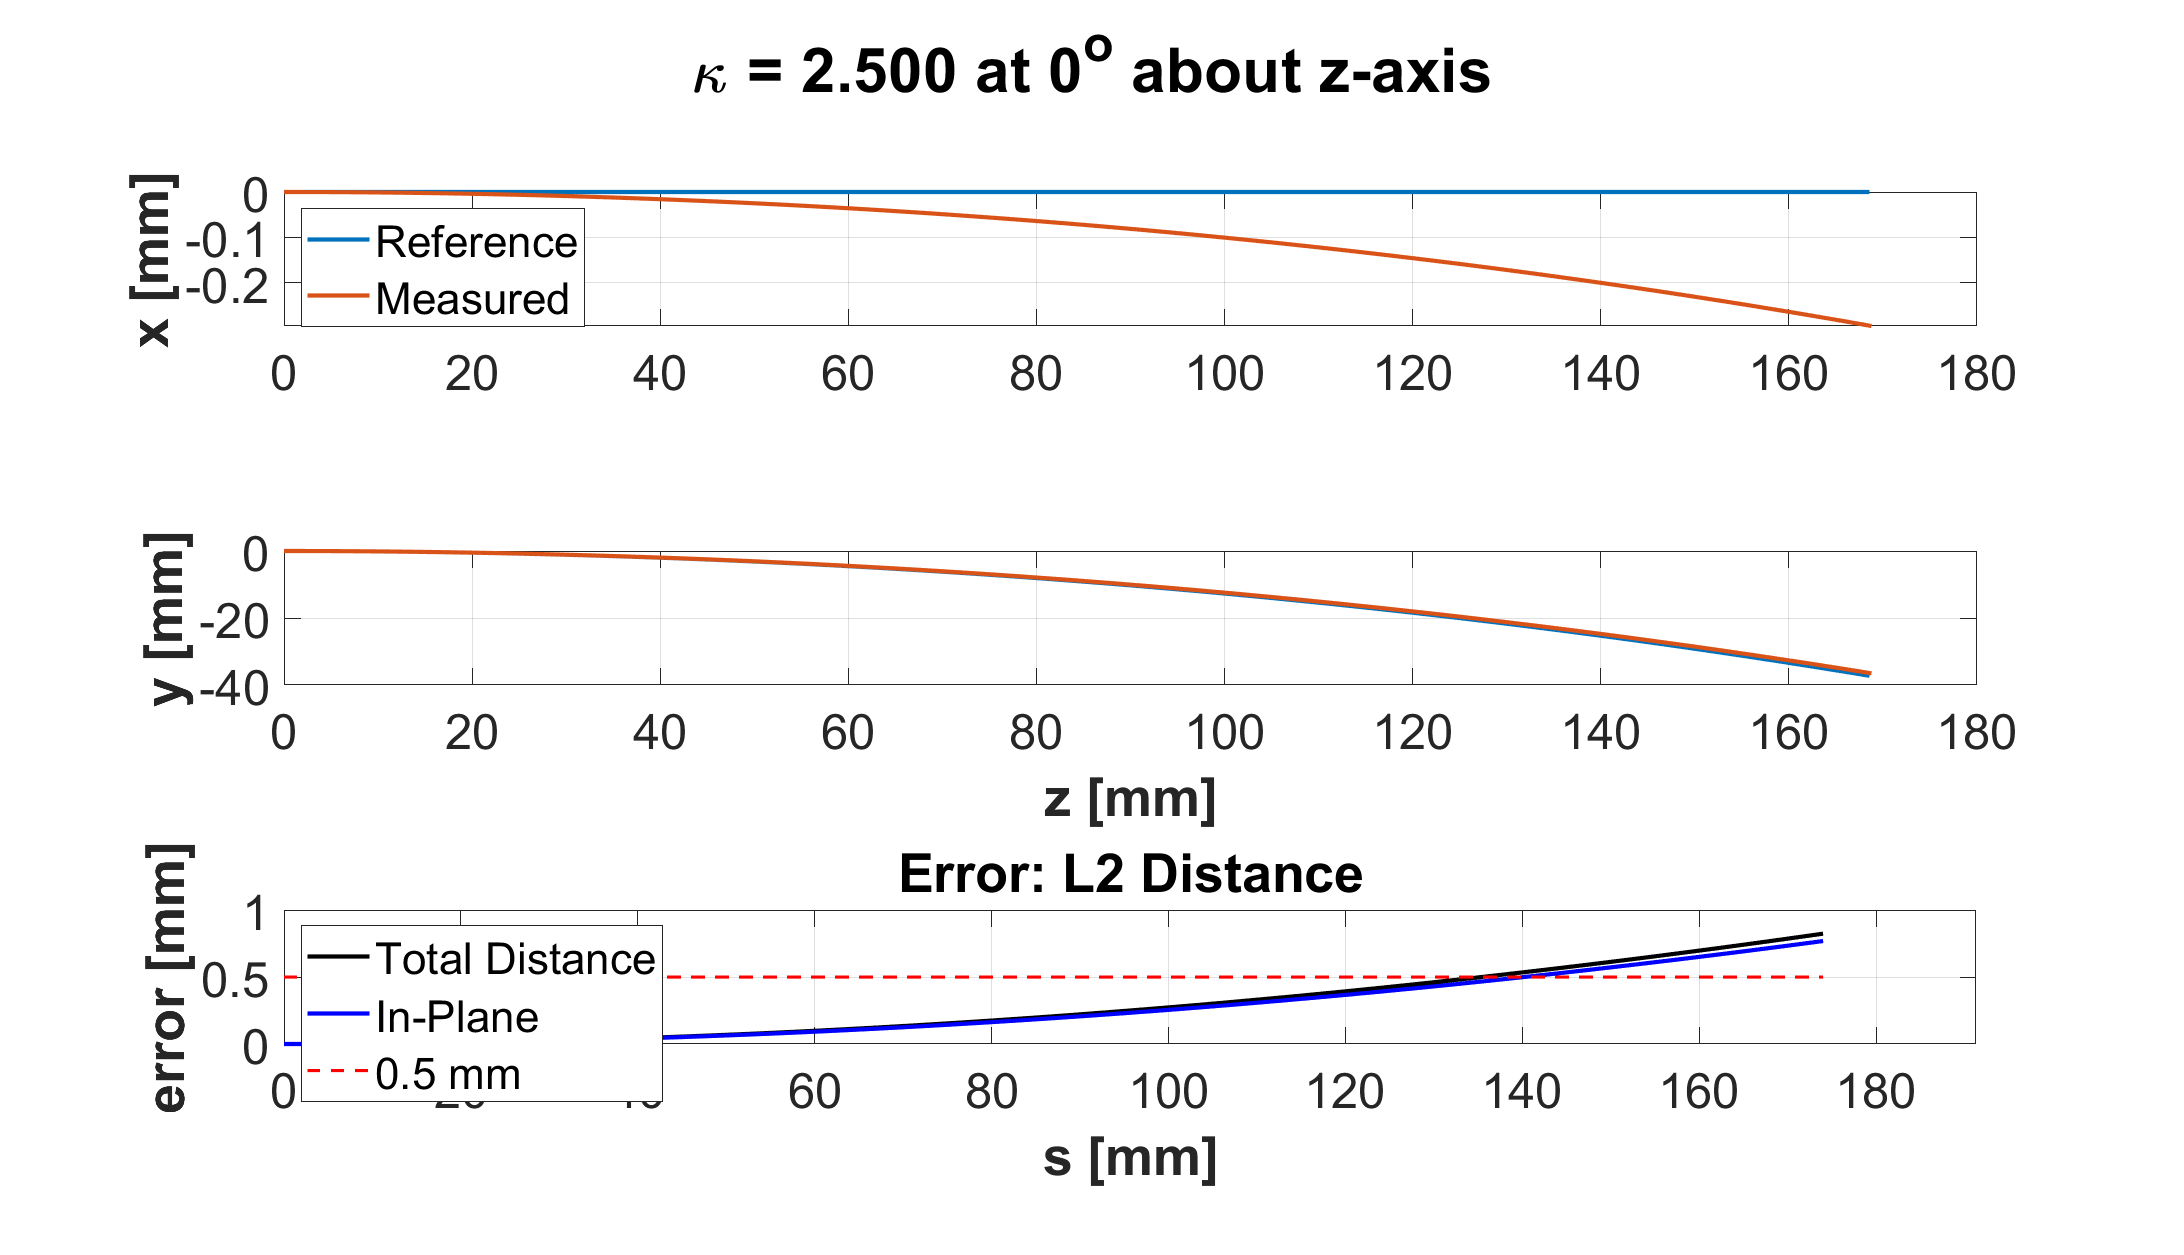 κ = 2.500 at 0° about z-axis
x [mm]
0
-0.1
-0.2
Reference
Measured
0 20 40 60 80 100 120 140 160 180
y [mm]
0
-20
-40
0 20 40 60 80 100 120 140 160 180
z [mm]
Error: L2 Distance
error [mm]
1
0.5
0
Total Distance
In-Plane
0.5 mm
0 60 80 100 120 140 160 180
s [mm]